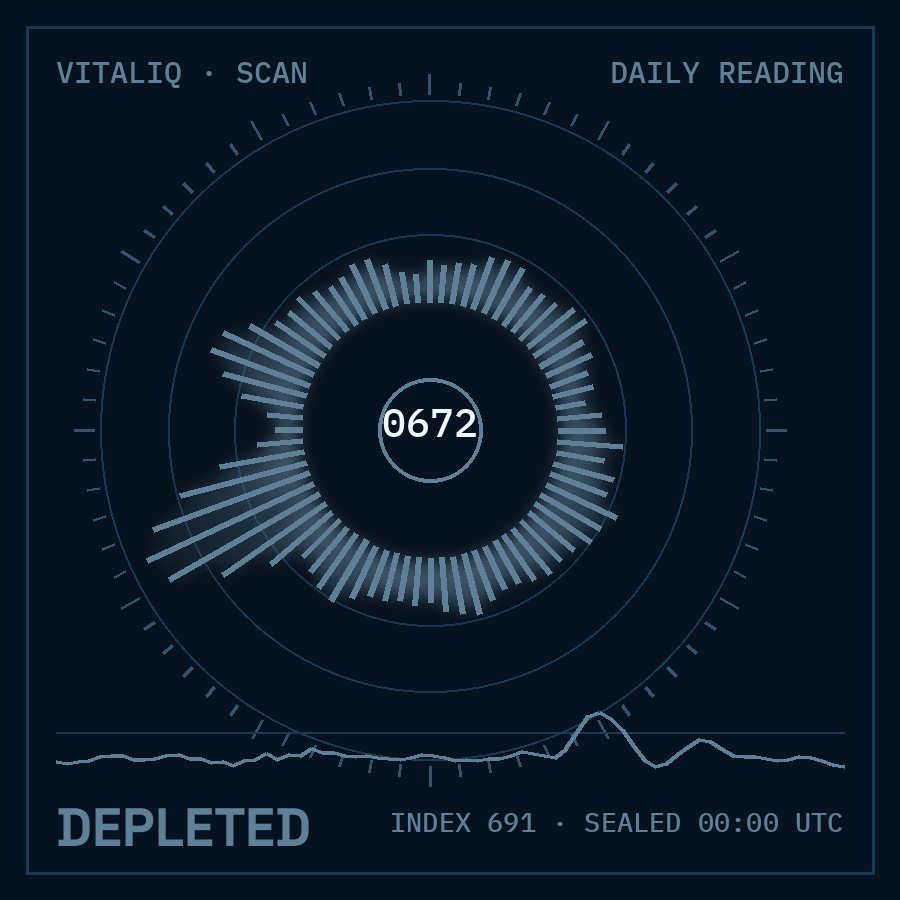 VITALIQ · SCAN
DAILY READING
0672
DEPLETED
INDEX 691 · SEALED 00:00 UTC